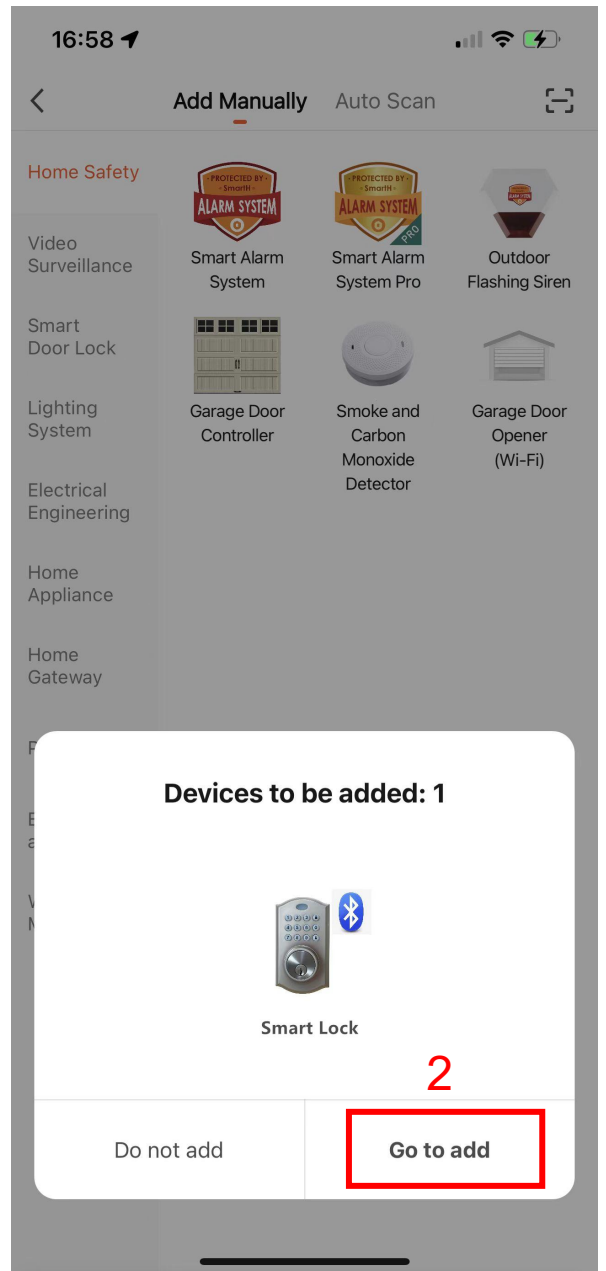 16:58
Add Manually
Auto Scan
Home Safety
Video
Surveillance
Smart
Door Lock
Lighting
System
Electrical
Engineering
Home
Appliance
Home
Gateway
PROTECTED BY
SmartH
ALARM SYSTEM
Smart Alarm
System
PROTECTED BY
SmartH
ALARM SYSTEM
PRO
Smart Alarm
System Pro
ALARM SYSTEM
Outdoor
Flashing Siren
Garage Door
Controller
Smoke and
Carbon
Monoxide
Detector
Garage Door
Opener
(Wi-Fi)
Devices to be added: 1
Smart Lock
2
Do not add
Go to add